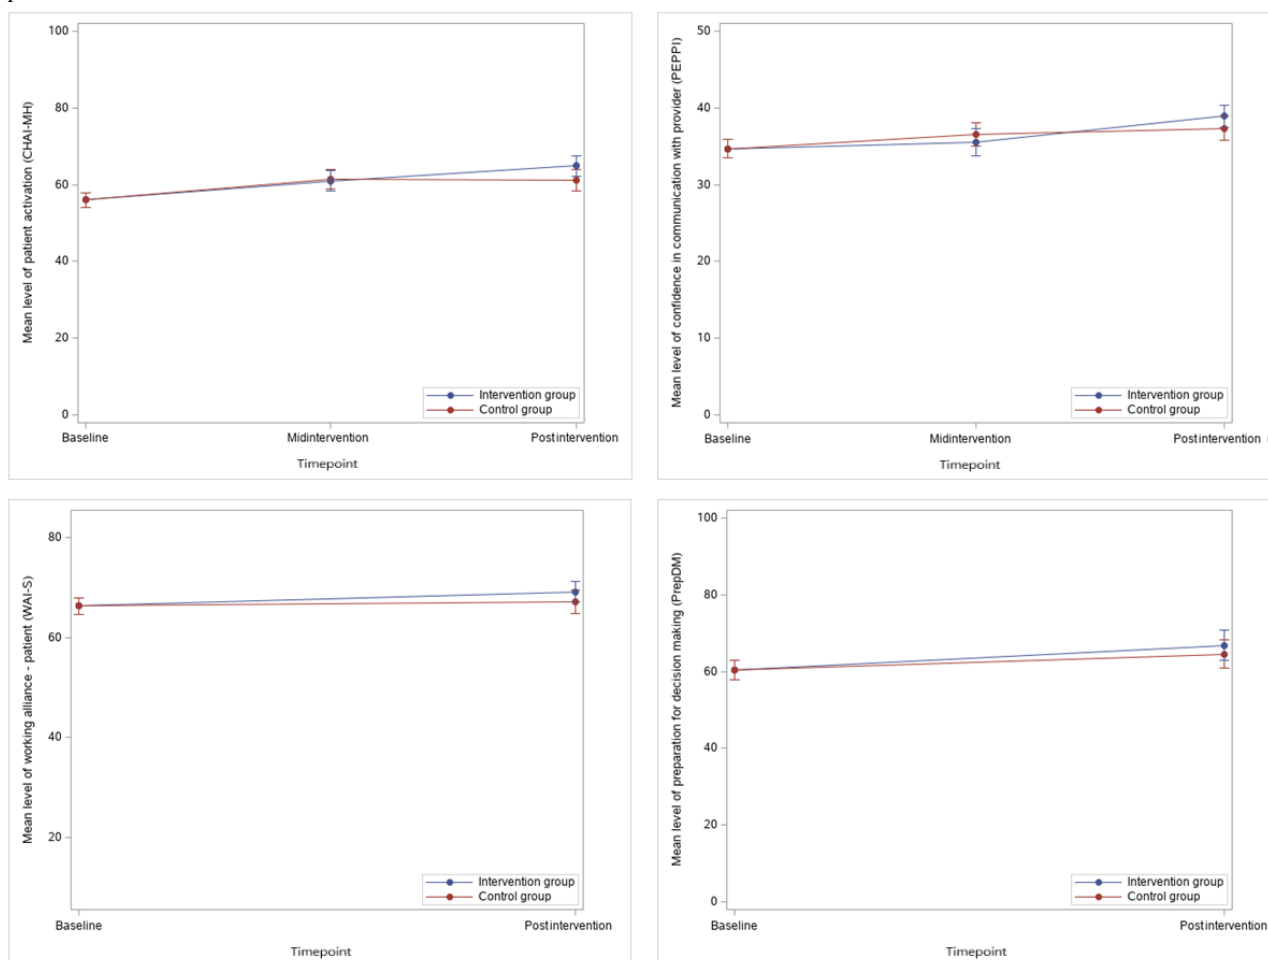 Mean level of patient activation (CHAI-MH)
100
80
60
40
20
0
Intervention group
Control group
Baseline
Midintervention
Postintervention
Timepoint
Mean level of confidence in communication with provider (PEPPI)
50
40
30
20
10
0
Intervention group
Control group
Baseline
Midintervention
Postintervention
Timepoint
Mean level of working alliance - patient (WAI-S)
80
60
40
20
Intervention group
Control group
Baseline
Postintervention
Timepoint
Mean level of preparation for decision making (PrepDM)
100
80
60
40
20
0
Intervention group
Control group
Baseline
Postintervention
Timepoint